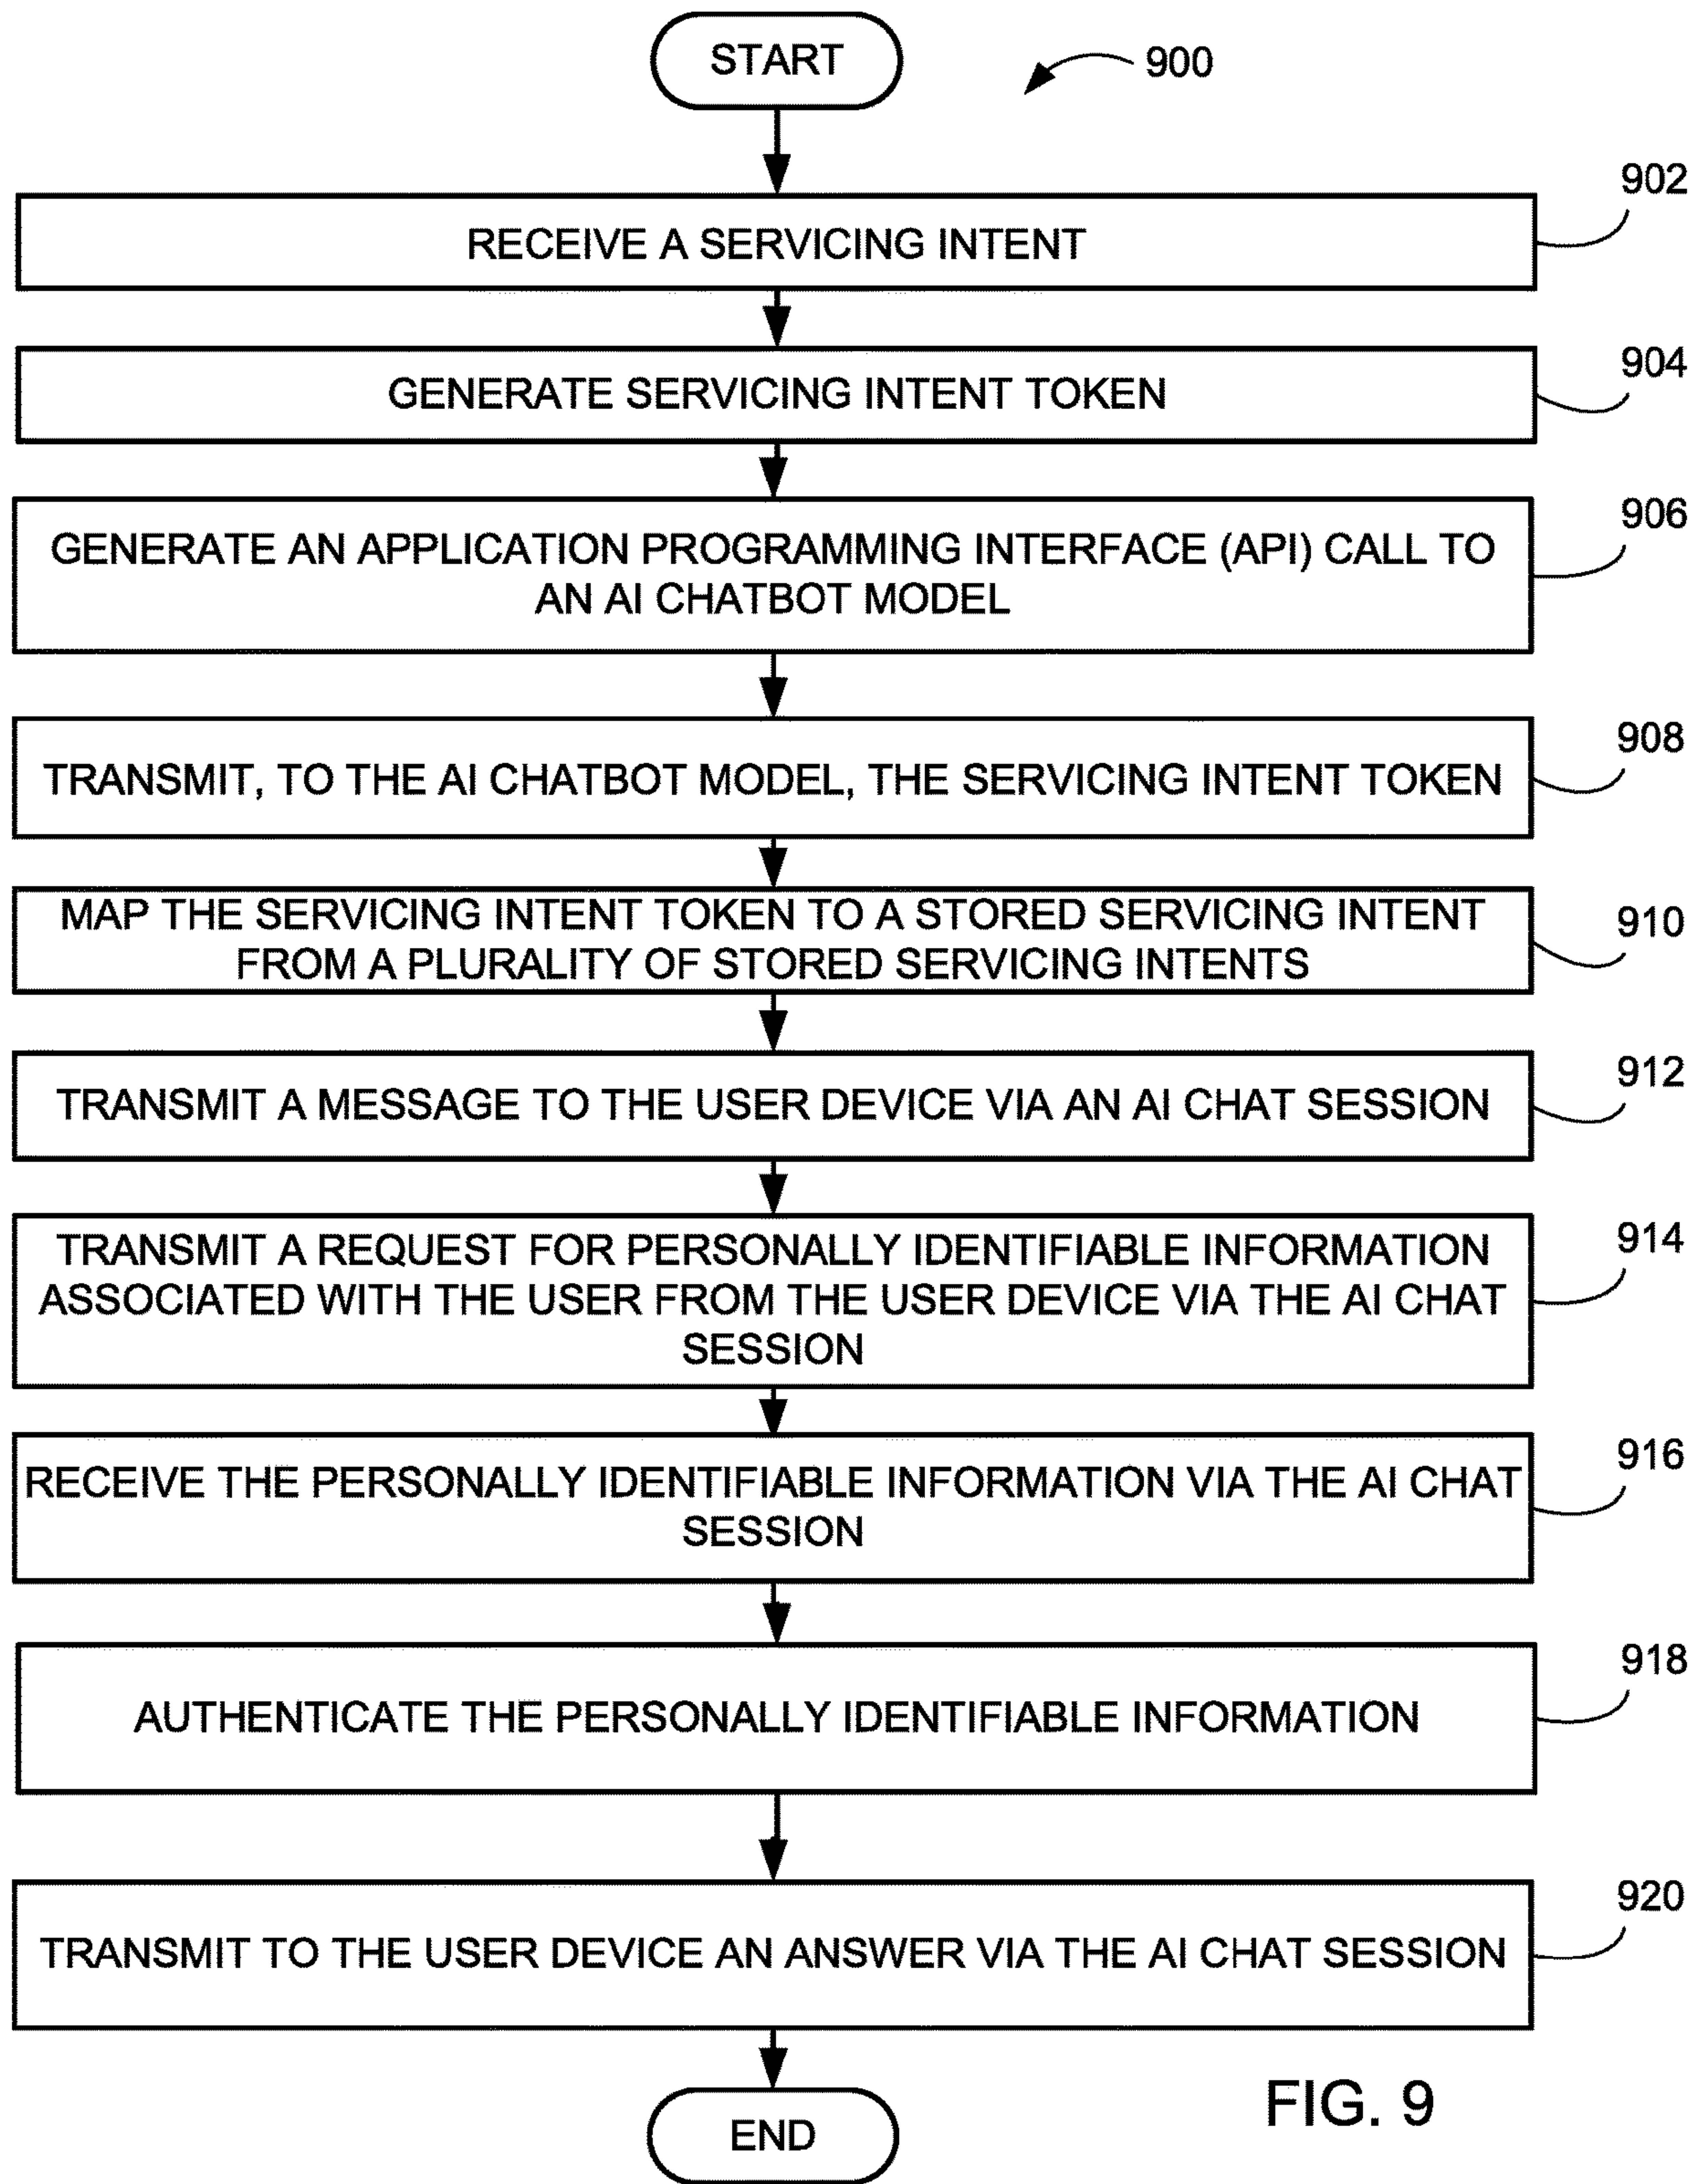 START
900
902
RECEIVE A SERVICING INTENT
904
GENERATE SERVICING INTENT TOKEN
906
GENERATE AN APPLICATION PROGRAMMING INTERFACE (API) CALL TO
AN AI CHATBOT MODEL
908
TRANSMIT, TO THE AI CHATBOT MODEL, THE SERVICING INTENT TOKEN
910
MAP THE SERVICING INTENT TOKEN TO A STORED SERVICING INTENT
FROM A PLURALITY OF STORED SERVICING INTENTS
912
TRANSMIT A MESSAGE TO THE USER DEVICE VIA AN AI CHAT SESSION
914
TRANSMIT A REQUEST FOR PERSONALLY IDENTIFIABLE INFORMATION
ASSOCIATED WITH THE USER FROM THE USER DEVICE VIA THE AI CHAT
SESSION
916
RECEIVE THE PERSONALLY IDENTIFIABLE INFORMATION VIA THE AI CHAT
SESSION
918
AUTHENTICATE THE PERSONALLY IDENTIFIABLE INFORMATION
920
TRANSMIT TO THE USER DEVICE AN ANSWER VIA THE AI CHAT SESSION
END
FIG. 9